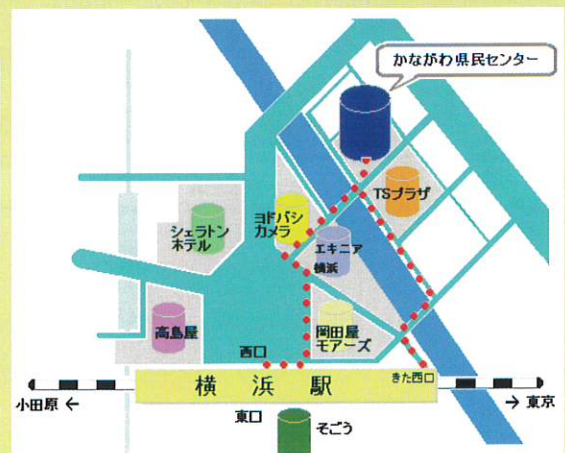 かながわ県民センター
TSプラザ
ヨドバシ
カメラ
シェラトン
ホテル
エキニア
横浜
高島屋
岡田屋
モアーズ
西口
横浜駅
きた西口
小田原 ←
→ 東京
東口
そごう